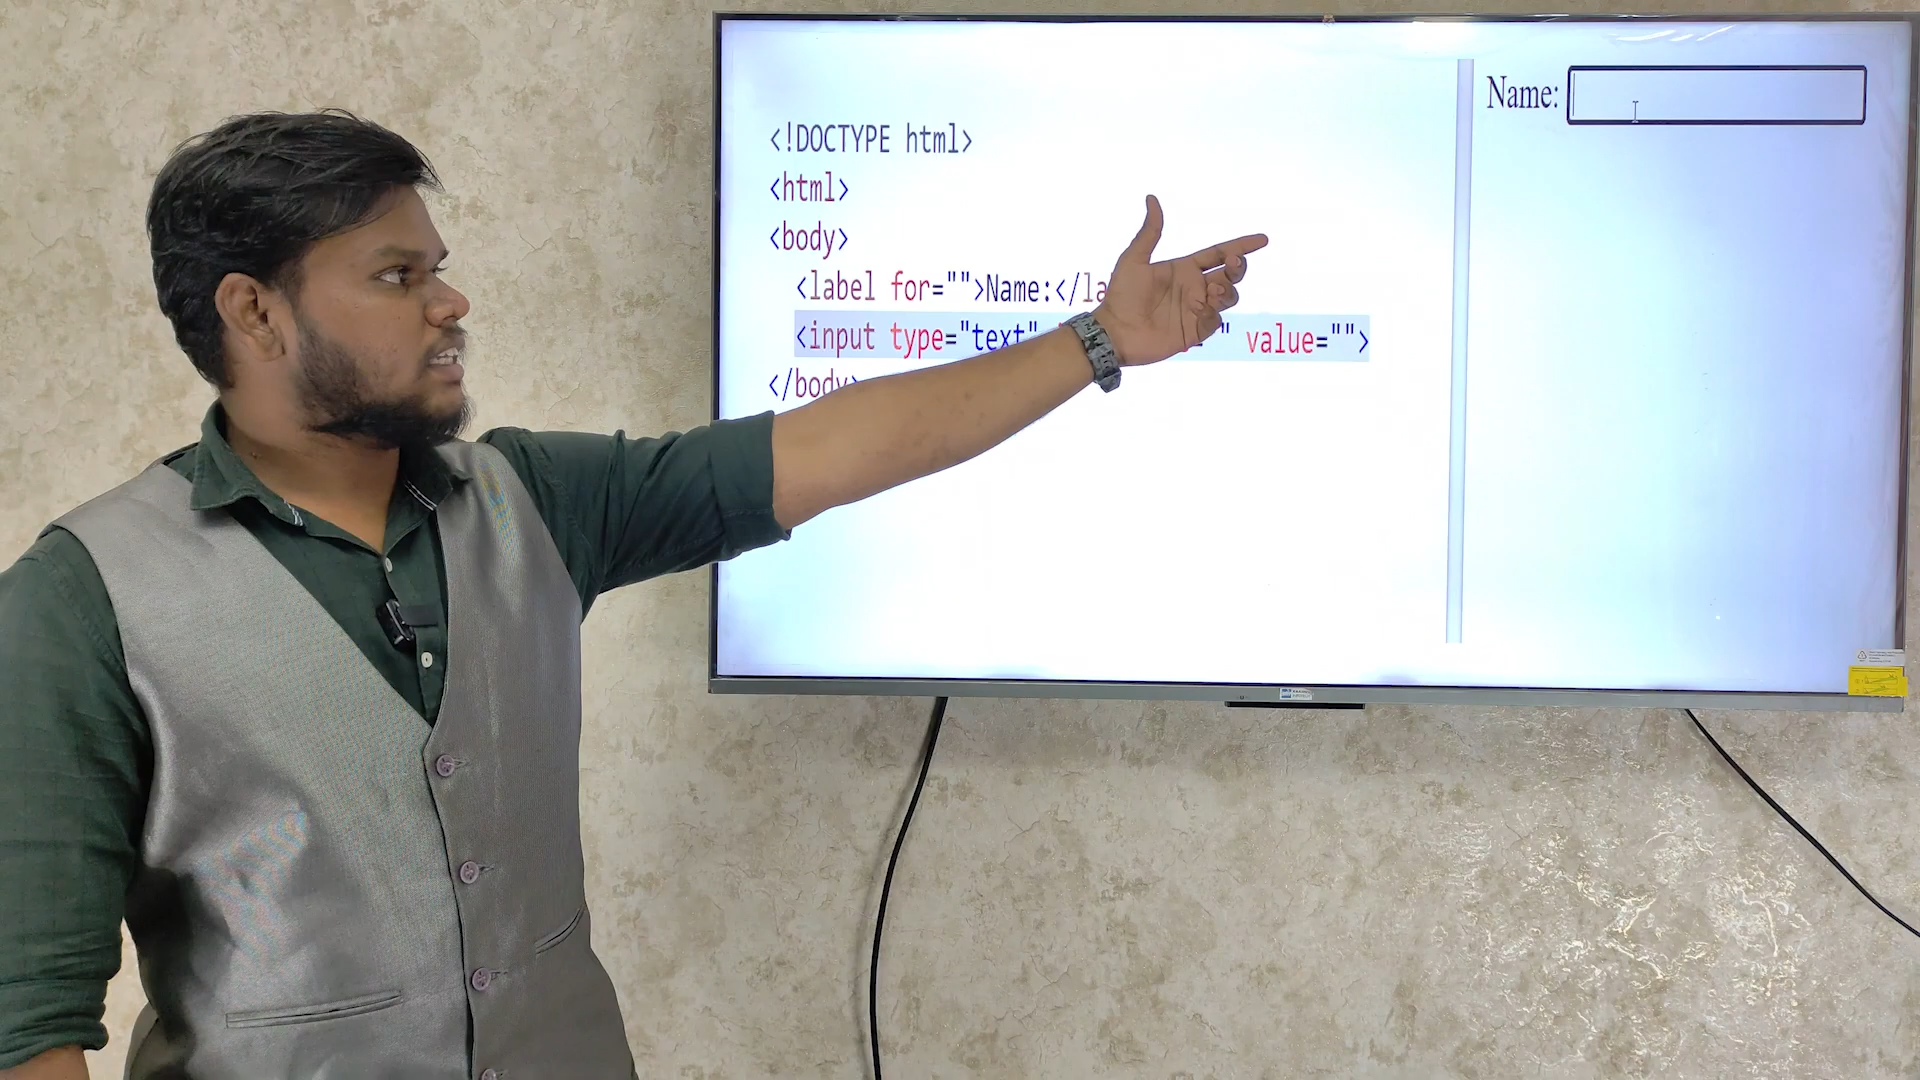 <!DOCTYPE html>
<html>
<body>
<label for="">Name:</la
<input type="text" =" value="">
</body>
Name: